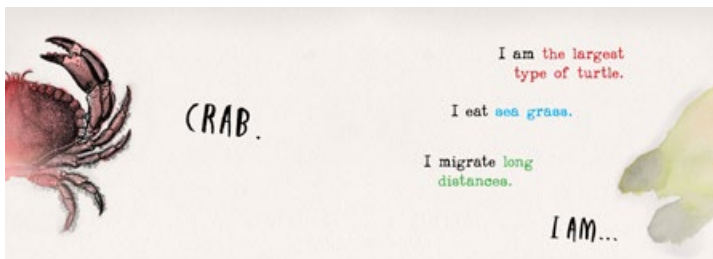 CRAB.
I am the largest
type of turtle.
I eat sea grass.
I migrate long
distances.
I AM...